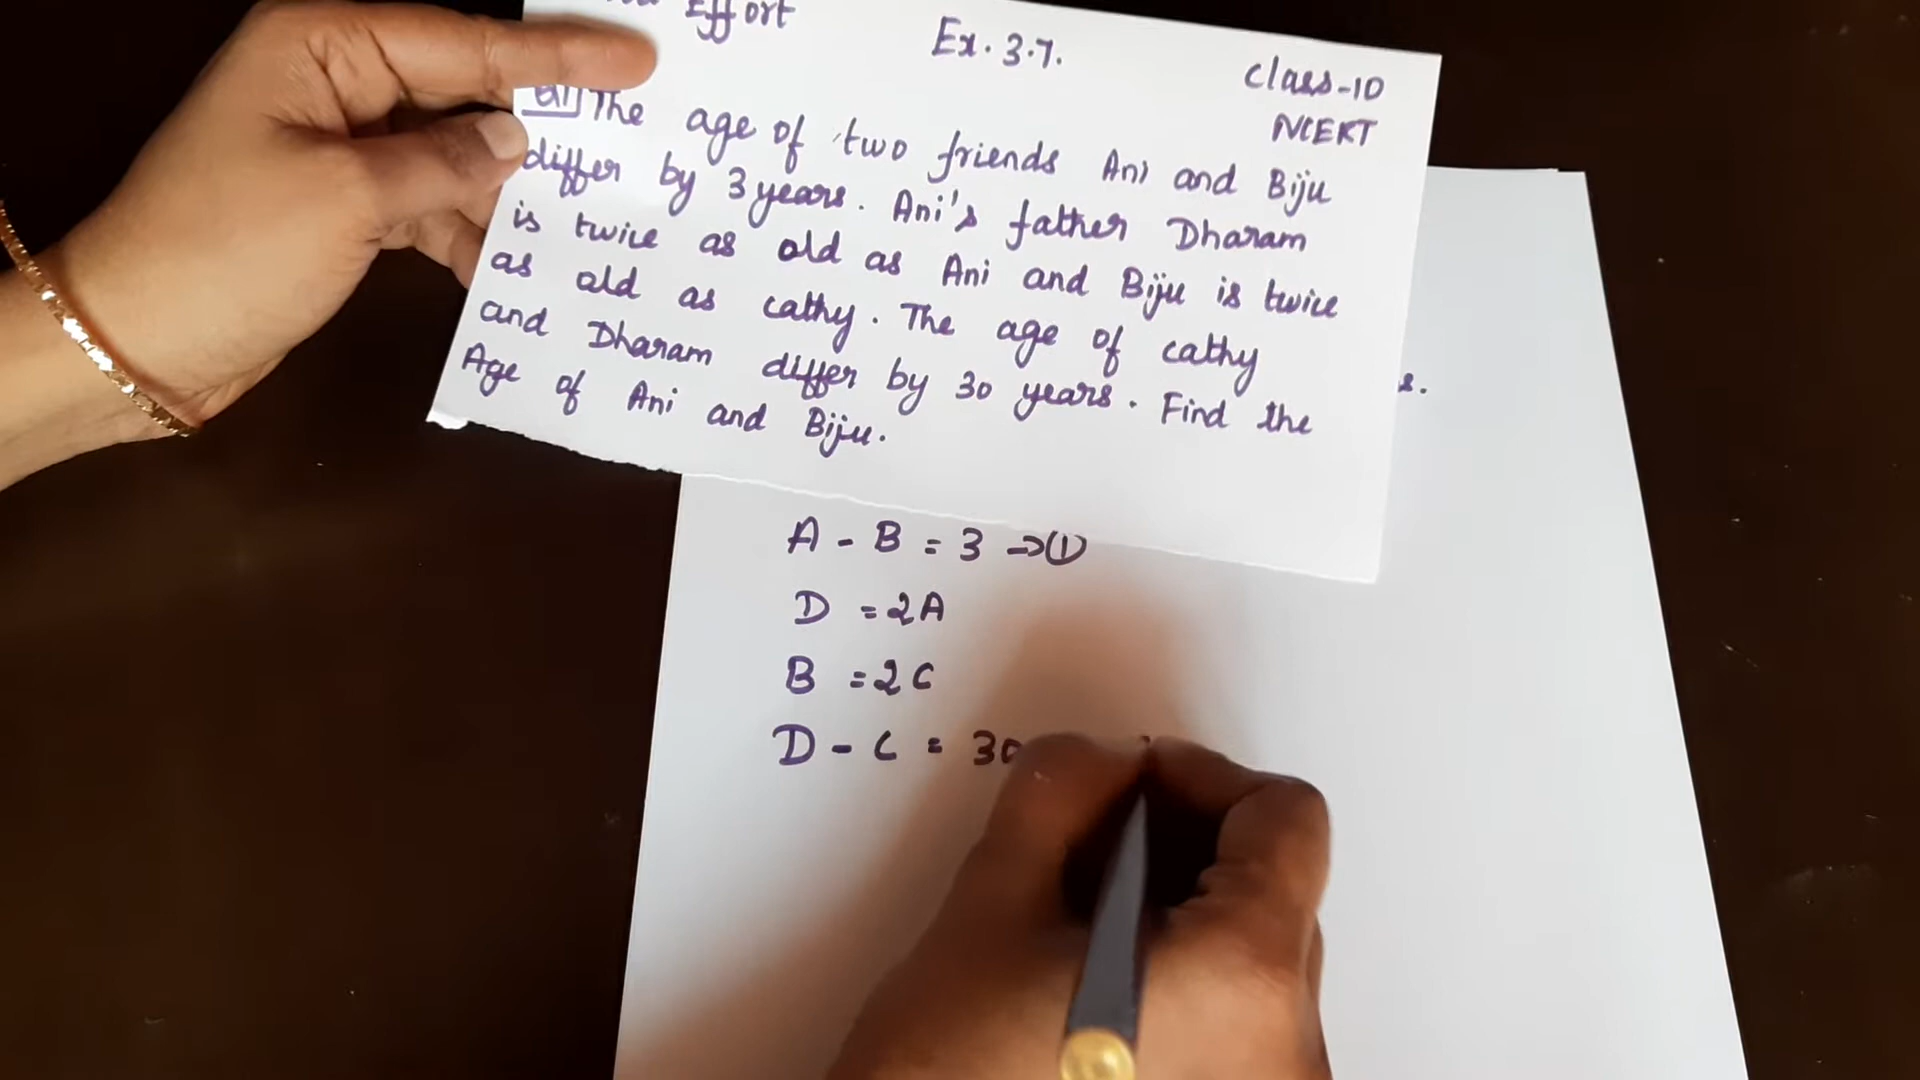 Effort
Ex. 3.7.
Class-10
NCERT
Q1 The age of two friends Ani and Biju
differ by 3 years. Ani's father Dharam
is twice as old as Ani and Biju is twice
as old as cathy. The age of cathy
and Dharam differ by 30 years. Find the
Age of Ani and Biju.
s.
A - B = 3 →①
D = 2A
B = 2C
D - C = 30